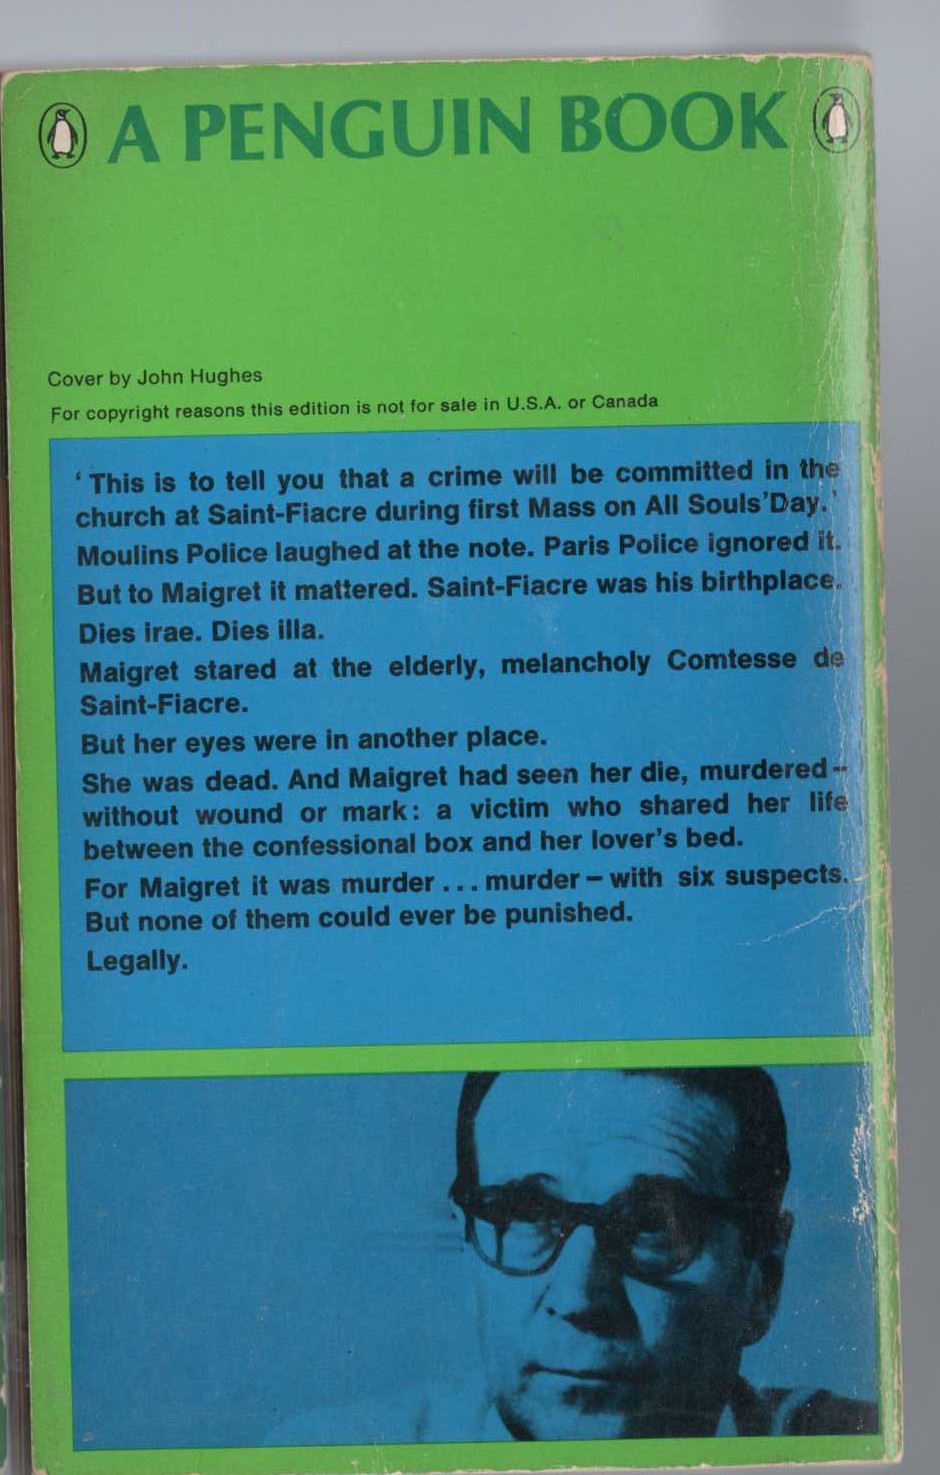 A PENGUIN BOOK
Cover by John Hughes
For copyright reasons this edition is not for sale in U.S.A. or Canada
‘This is to tell you that a crime will be committed in the
church at Saint-Fiacre during first Mass on All Souls’Day.’
Moulins Police laughed at the note. Paris Police ignored it.
But to Maigret it mattered. Saint-Fiacre was his birthplace.
Dies irae. Dies illa.
Maigret stared at the elderly, melancholy Comtesse de
Saint-Fiacre.
But her eyes were in another place.
She was dead. And Maigret had seen her die, murdered –
without wound or mark: a victim who shared her life
between the confessional box and her lover’s bed.
For Maigret it was murder ... murder – with six suspects.
But none of them could ever be punished.
Legally.